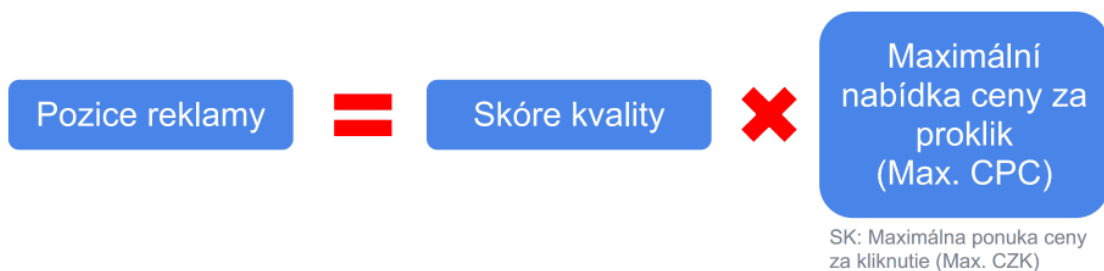 Pozice reklamy
Skóre kvality
Maximální
nabídka ceny za
proklik
(Max. CPC)
SK: Maximálna ponuka ceny
za kliknutie (Max. CZK)